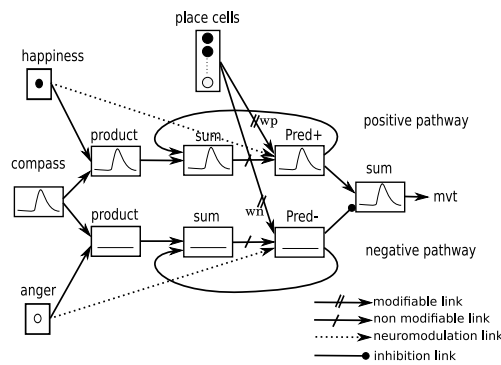 place cells
happiness
wp
product
sum
Pred+
positive pathway
compass
sum
mvt
product
sum
wn
Pred-
negative pathway
anger
modifiable link
non modifiable link
neuromodulation link
inhibition link